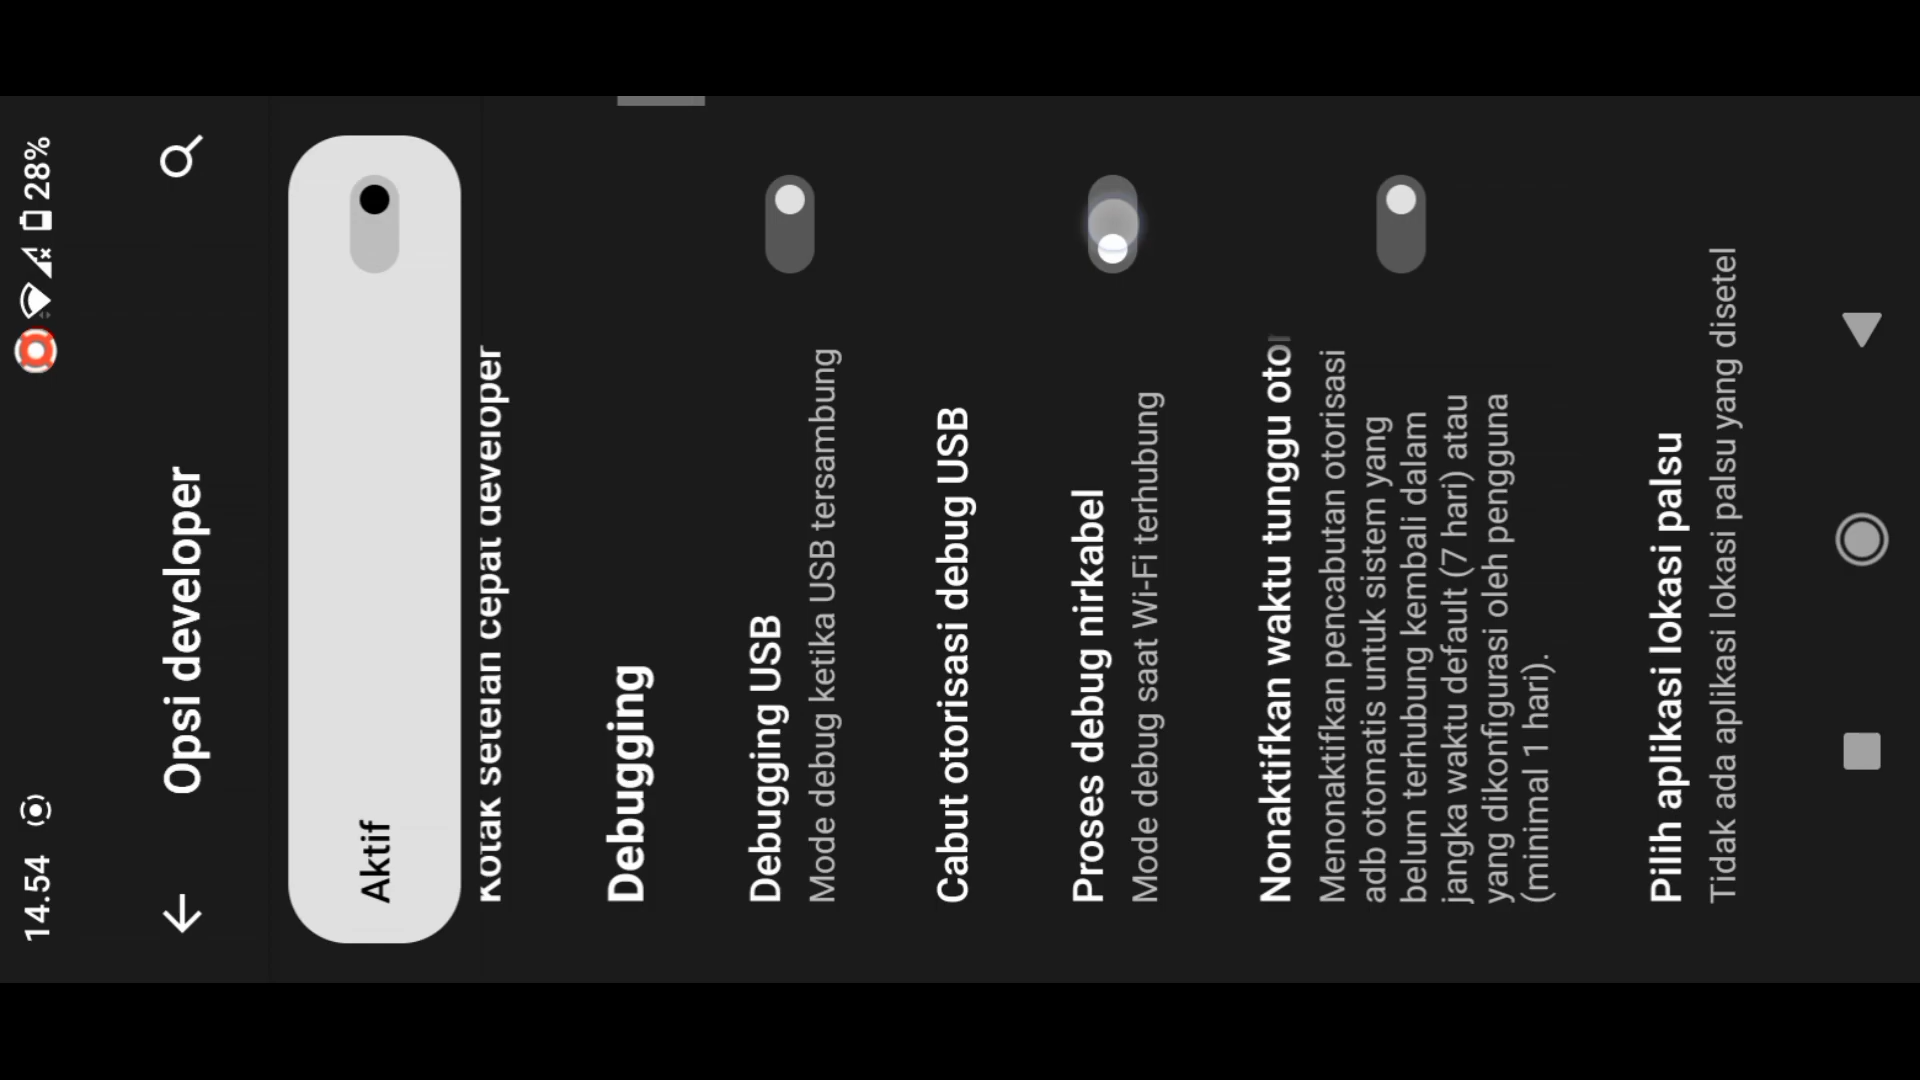 14.54
28%
Opsi developer
Aktif
Kotak setelan cepat developer
Debugging
Debugging USB
Mode debug ketika USB tersambung
Cabut otorisasi debug USB
Proses debug nirkabel
Mode debug saat Wi-Fi terhubung
Nonaktifkan waktu tunggu otor
Menonaktifkan pencabutan otorisasi
adb otomatis untuk sistem yang
belum terhubung kembali dalam
jangka waktu default (7 hari) atau
yang dikonfigurasi oleh pengguna
(minimal 1 hari).
Pilih aplikasi lokasi palsu
Tidak ada aplikasi lokasi palsu yang disetel